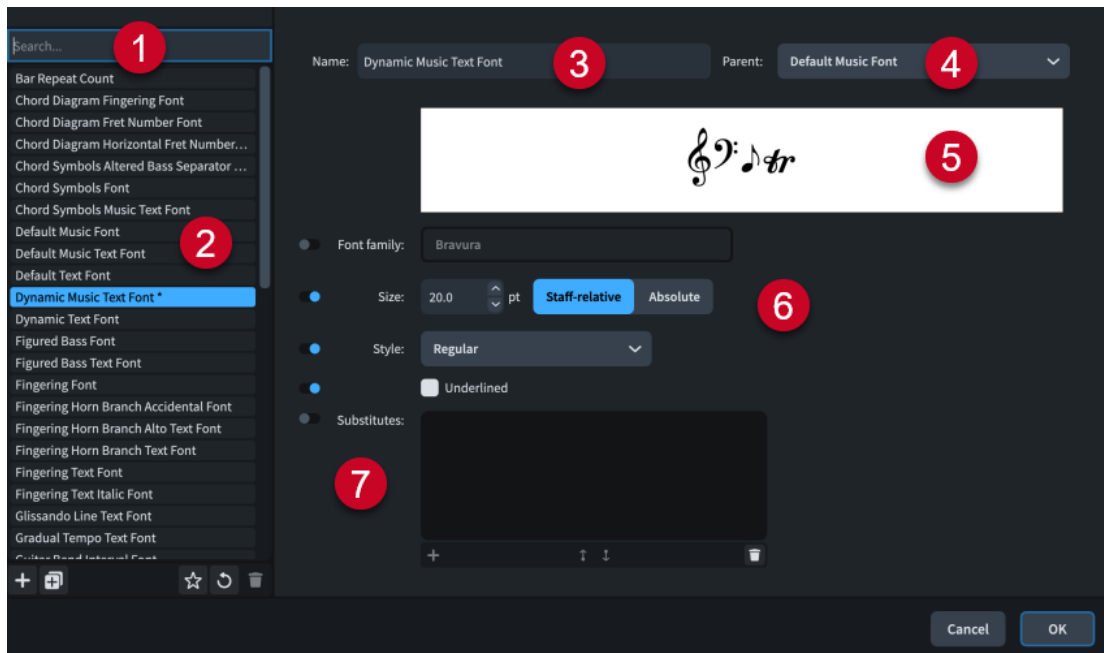 Search...
1
Name: Dynamic Music Text Font 3 Parent: Default Music Font 4
Bar Repeat Count
Chord Diagram Fingering Font
Chord Diagram Fret Number Font
Chord Diagram Horizontal Fret Number...
Chord Symbols Altered Bass Separator ...
Chord Symbols Font
Chord Symbols Music Text Font
Default Music Font
Default Music Text Font
Default Text Font
Dynamic Music Text Font *
Dynamic Text Font
Figured Bass Font
Figured Bass Text Font
Fingering Font
Fingering Horn Branch Accidental Font
Fingering Horn Branch Alto Text Font
Fingering Horn Branch Text Font
Fingering Text Font
Fingering Text Italic Font
Glissando Line Text Font
Gradual Tempo Text Font
Guitar Bend Interval Font
2
tr
5
Font family: Bravura
Size: 20.0 pt Staff-relative Absolute
6
Style: Regular
Underlined
Substitutes:
7
Cancel OK